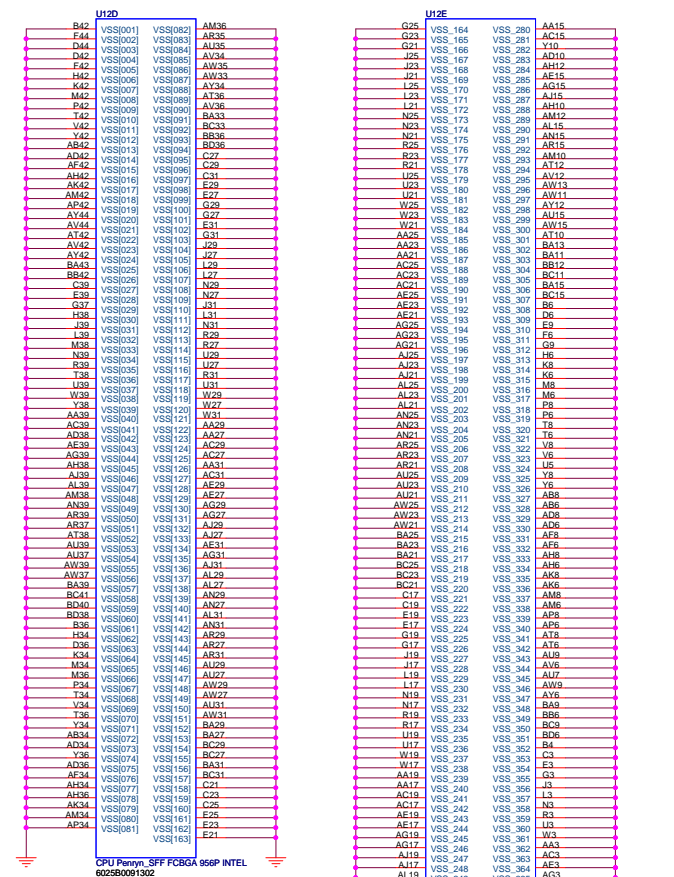 U12D
B42 VSS[001] VSS[082] AM36
F44 VSS[002] VSS[083] AR35
D44 VSS[003] VSS[084] AU35
D42 VSS[004] VSS[085] AV34
F42 VSS[005] VSS[086] AW35
H42 VSS[006] VSS[087] AW33
K42 VSS[007] VSS[088] AY34
M42 VSS[008] VSS[089] AT36
P42 VSS[009] VSS[090] AV36
T42 VSS[010] VSS[091] BA33
V42 VSS[011] VSS[092] BC33
Y42 VSS[012] VSS[093] BB36
AB42 VSS[013] VSS[094] BD36
AD42 VSS[014] VSS[095] C27
AF42 VSS[015] VSS[096] C29
AH42 VSS[016] VSS[097] C31
AK42 VSS[017] VSS[098] E29
AM42 VSS[018] VSS[099] E27
AP42 VSS[019] VSS[100] G29
AY44 VSS[020] VSS[101] G27
AV44 VSS[021] VSS[102] E31
AT42 VSS[022] VSS[103] G31
AV42 VSS[023] VSS[104] J29
AY42 VSS[024] VSS[105] J27
BA43 VSS[025] VSS[106] L29
BB42 VSS[026] VSS[107] L27
C39 VSS[027] VSS[108] N29
E39 VSS[028] VSS[109] N27
G37 VSS[029] VSS[110] J31
H38 VSS[030] VSS[111] L31
J39 VSS[031] VSS[112] N31
L39 VSS[032] VSS[113] R29
M38 VSS[033] VSS[114] R27
N39 VSS[034] VSS[115] U29
R39 VSS[035] VSS[116] U27
T38 VSS[036] VSS[117] R31
U39 VSS[037] VSS[118] U31
W39 VSS[038] VSS[119] W29
Y38 VSS[039] VSS[120] W27
AA39 VSS[040] VSS[121] W31
AC39 VSS[041] VSS[122] AA29
AD38 VSS[042] VSS[123] AA27
AE39 VSS[043] VSS[124] AC29
AG39 VSS[044] VSS[125] AC27
AH38 VSS[045] VSS[126] AA31
AJ39 VSS[046] VSS[127] AC31
AL39 VSS[047] VSS[128] AE29
AM38 VSS[048] VSS[129] AE27
AN39 VSS[049] VSS[130] AG29
AR39 VSS[050] VSS[131] AG27
AR37 VSS[051] VSS[132] AJ29
AT38 VSS[052] VSS[133] AJ27
AU39 VSS[053] VSS[134] AE31
AU37 VSS[054] VSS[135] AG31
AW39 VSS[055] VSS[136] AJ31
AW37 VSS[056] VSS[137] AL29
BA39 VSS[057] VSS[138] AL27
BC41 VSS[058] VSS[139] AN29
BD40 VSS[059] VSS[140] AN27
BD38 VSS[060] VSS[141] AL31
B36 VSS[061] VSS[142] AN31
H34 VSS[062] VSS[143] AR29
D36 VSS[063] VSS[144] AR27
K34 VSS[064] VSS[145] AR31
M34 VSS[065] VSS[146] AU29
M36 VSS[066] VSS[147] AU27
P34 VSS[067] VSS[148] AW29
T34 VSS[068] VSS[149] AW27
V34 VSS[069] VSS[150] AU31
T36 VSS[070] VSS[151] AW31
Y34 VSS[071] VSS[152] BA29
AB34 VSS[072] VSS[153] BA27
AD34 VSS[073] VSS[154] BC29
Y36 VSS[074] VSS[155] BC27
AD36 VSS[075] VSS[156] BA31
AF34 VSS[076] VSS[157] BC31
AH34 VSS[077] VSS[158] C21
AH36 VSS[078] VSS[159] C23
AK34 VSS[079] VSS[160] C25
AM34 VSS[080] VSS[161] E25
AP34 VSS[081] VSS[162] E23
VSS[163] E21
CPU Penryn_SFF FCBGA 956P INTEL
6025B0091302
U12E
G25 VSS_164 VSS_280 AA15
G23 VSS_165 VSS_281 AC15
G21 VSS_166 VSS_282 Y10
J25 VSS_167 VSS_283 AD10
J23 VSS_168 VSS_284 AH12
J21 VSS_169 VSS_285 AE15
L25 VSS_170 VSS_286 AG15
L23 VSS_171 VSS_287 AJ15
L21 VSS_172 VSS_288 AH10
N25 VSS_173 VSS_289 AM12
N23 VSS_174 VSS_290 AL15
N21 VSS_175 VSS_291 AN15
R25 VSS_176 VSS_292 AR15
R23 VSS_177 VSS_293 AM10
R21 VSS_178 VSS_294 AT12
U25 VSS_179 VSS_295 AV12
U23 VSS_180 VSS_296 AW13
U21 VSS_181 VSS_297 AW11
W25 VSS_182 VSS_298 AY12
W23 VSS_183 VSS_299 AU15
W21 VSS_184 VSS_300 AW15
AA25 VSS_185 VSS_301 AT10
AA23 VSS_186 VSS_302 BA13
AA21 VSS_187 VSS_303 BA11
AC25 VSS_188 VSS_304 BB12
AC23 VSS_189 VSS_305 BC11
AC21 VSS_190 VSS_306 BA15
AE25 VSS_191 VSS_307 BC15
AE23 VSS_192 VSS_308 B6
AE21 VSS_193 VSS_309 D6
AG25 VSS_194 VSS_310 E9
AG23 VSS_195 VSS_311 F6
AG21 VSS_196 VSS_312 G9
AJ25 VSS_197 VSS_313 H6
AJ23 VSS_198 VSS_314 K8
AJ21 VSS_199 VSS_315 K6
AL25 VSS_200 VSS_316 M8
AL23 VSS_201 VSS_317 M6
AL21 VSS_202 VSS_318 P8
AN25 VSS_203 VSS_319 P6
AN23 VSS_204 VSS_320 T8
AN21 VSS_205 VSS_321 T6
AR25 VSS_206 VSS_322 V8
AR23 VSS_207 VSS_323 V6
AR21 VSS_208 VSS_324 U5
AU25 VSS_209 VSS_325 Y8
AU23 VSS_210 VSS_326 Y6
AU21 VSS_211 VSS_327 AB8
AW25 VSS_212 VSS_328 AB6
AW23 VSS_213 VSS_329 AD8
AW21 VSS_214 VSS_330 AD6
BA25 VSS_215 VSS_331 AF8
BA23 VSS_216 VSS_332 AF6
BA21 VSS_217 VSS_333 AH8
BC25 VSS_218 VSS_334 AH6
BC23 VSS_219 VSS_335 AK8
BC21 VSS_220 VSS_336 AK6
C17 VSS_221 VSS_337 AM8
C19 VSS_222 VSS_338 AM6
E19 VSS_223 VSS_339 AP8
E17 VSS_224 VSS_340 AP6
G19 VSS_225 VSS_341 AT8
G17 VSS_226 VSS_342 AT6
J19 VSS_227 VSS_343 AU9
J17 VSS_228 VSS_344 AV6
L19 VSS_229 VSS_345 AU7
L17 VSS_230 VSS_346 AW9
N19 VSS_231 VSS_347 AY6
N17 VSS_232 VSS_348 BA9
R19 VSS_233 VSS_349 BB6
R17 VSS_234 VSS_350 BC9
U19 VSS_235 VSS_351 BD6
U17 VSS_236 VSS_352 B4
W19 VSS_237 VSS_353 C3
W17 VSS_238 VSS_354 E3
AA19 VSS_239 VSS_355 G3
AA17 VSS_240 VSS_356 J3
AC19 VSS_241 VSS_357 L3
AC17 VSS_242 VSS_358 N3
AE19 VSS_243 VSS_359 R3
AE17 VSS_244 VSS_360 U3
AG19 VSS_245 VSS_361 W3
AG17 VSS_246 VSS_362 AA3
AJ19 VSS_247 VSS_363 AC3
AJ17 VSS_248 VSS_364 AE3
AL19 AG3